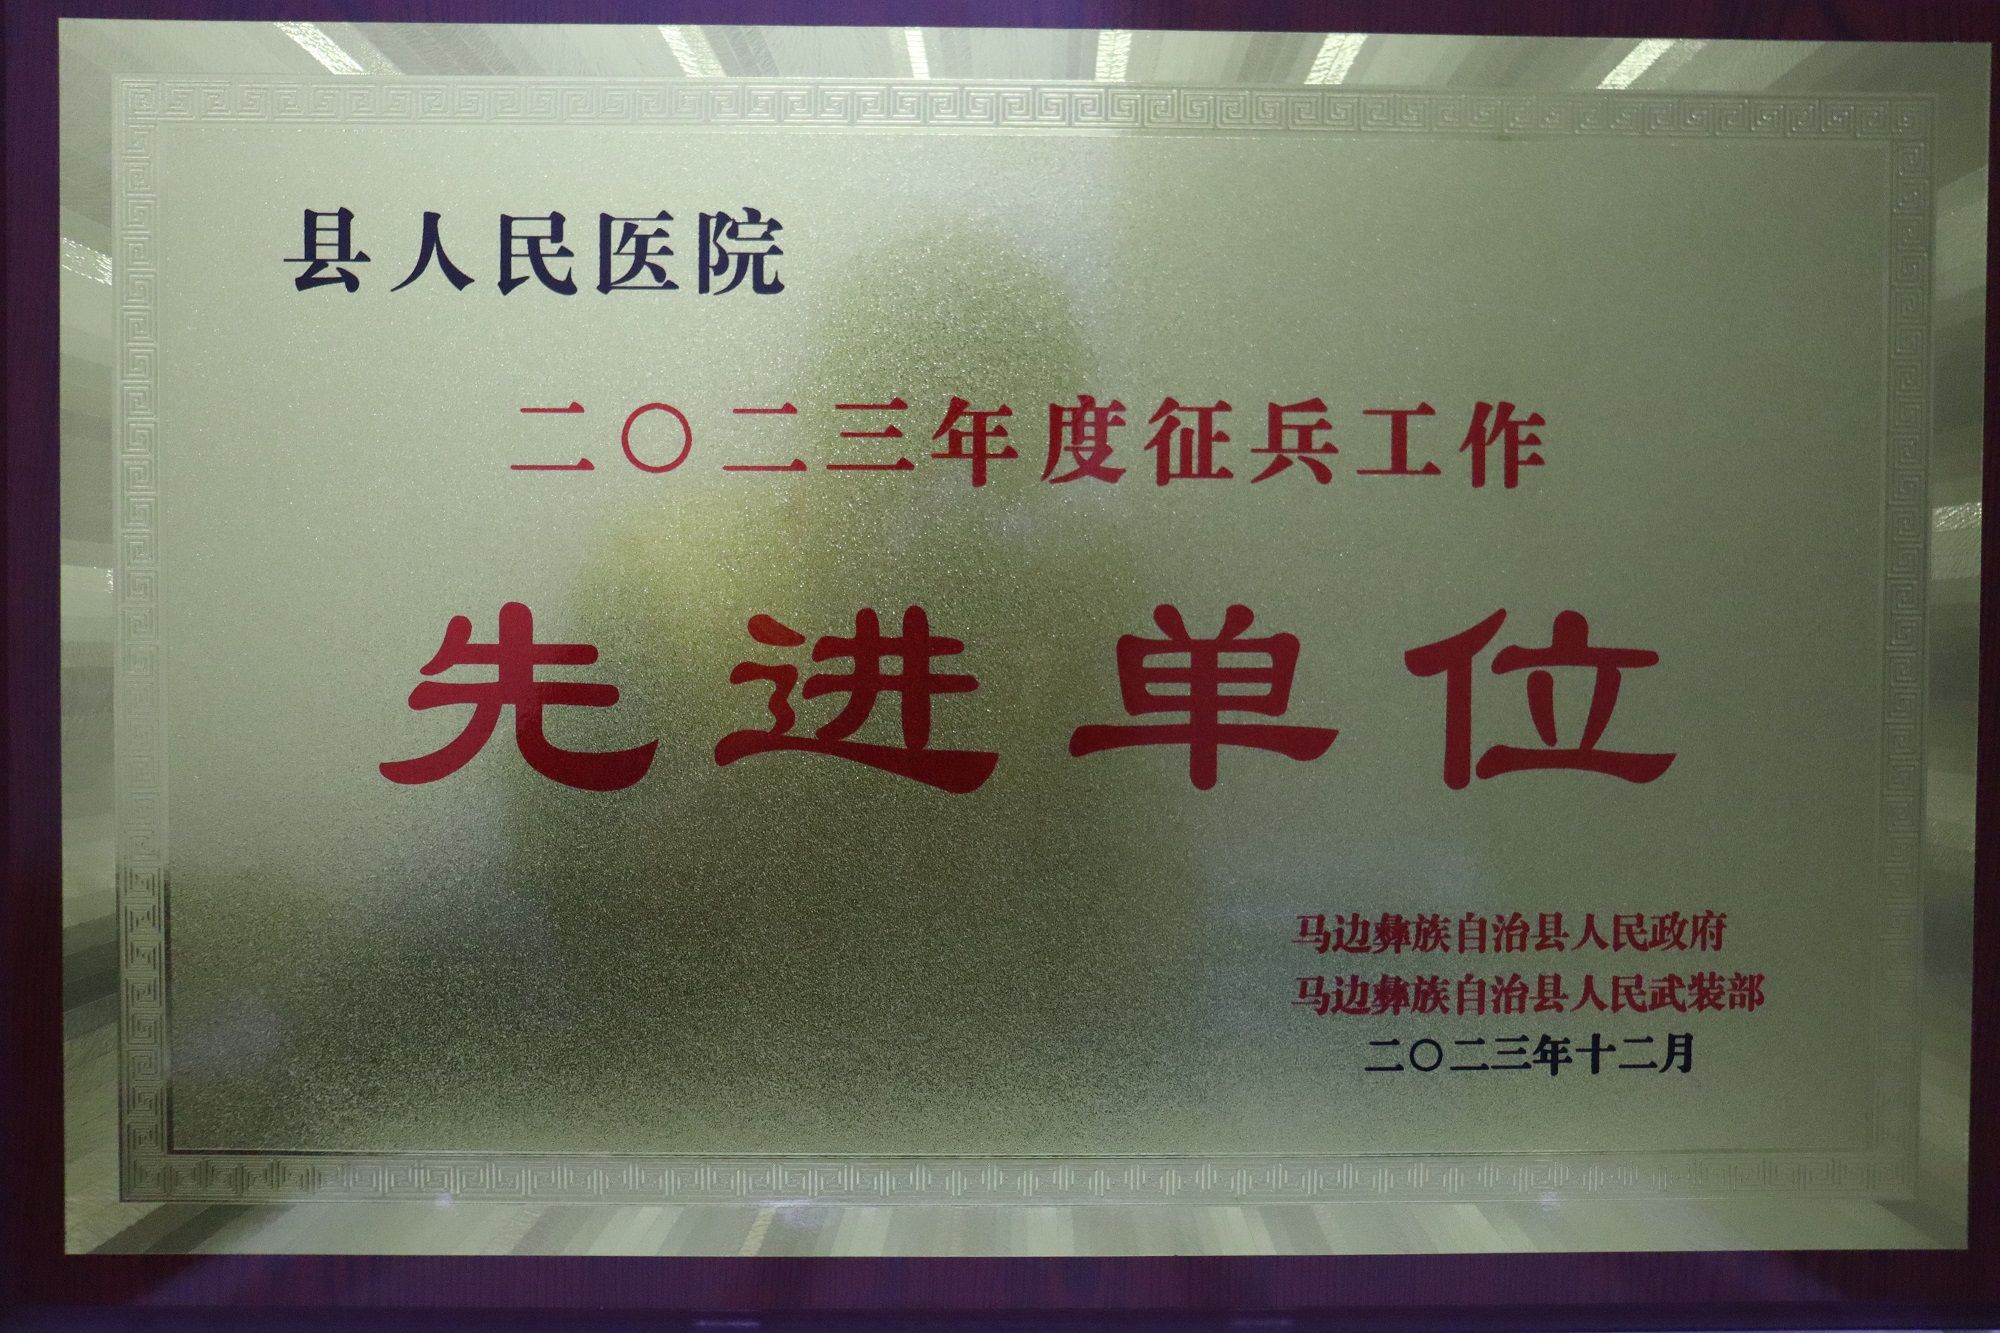 县人民医院
二〇二三年度征兵工作
先进单位
马边彝族自治县人民政府
马边彝族自治县人民武装部
二〇二三年十二月